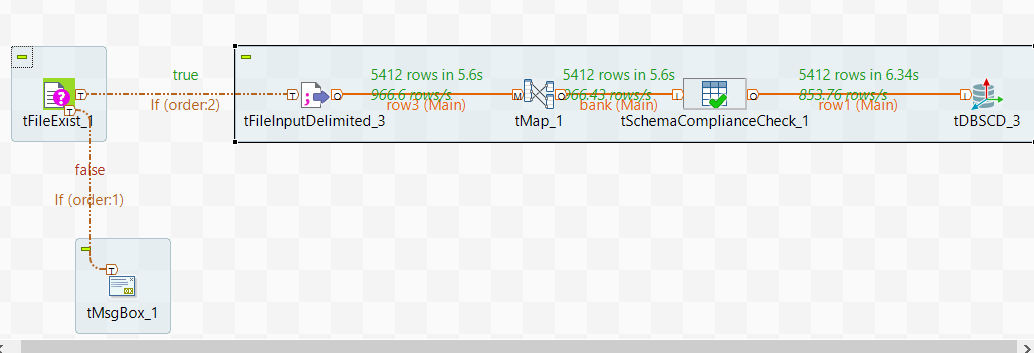 true
5412 rows in 5.6s
5412 rows in 5.6s
5412 rows in 6.34s
T
If (order:2)
T
O
966.6 rows/s
row3 (Main)
M
O
966.43 rows/s
bank (Main)
I
O
853.76 rows/s
row1 (Main)
I
T
tFileExist_1
tFileInputDelimited_3
tMap_1
tSchemaComplianceCheck_1
tDBSCD_3
false
If (order:1)
T
tMsgBox_1